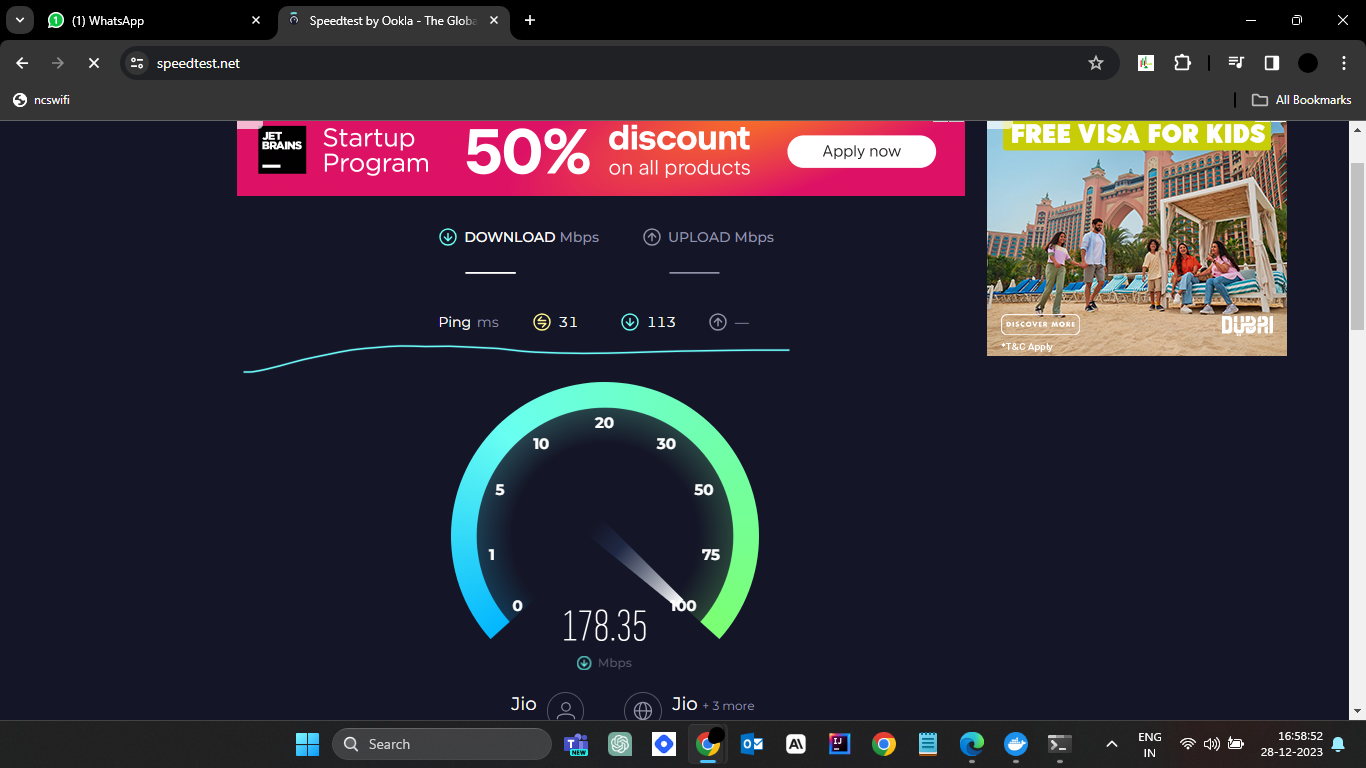 (1) WhatsApp
Speedtest by Ookla - The Globa
speedtest.net
ncswifi
All Bookmarks
JET
BRAINS
Startup
Program
50%
discount
on all products
Apply now
FREE VISA FOR KIDS
DISCOVER MORE
DUBAI
*T&C Apply
DOWNLOAD Mbps
UPLOAD Mbps
Ping ms 31 113 —
0
1
5
10
20
30
50
75
100
178.35
Mbps
Jio
Jio + 3 more
Search
NEW
AI
IJ
ENG
IN
16:58:52
28-12-2023